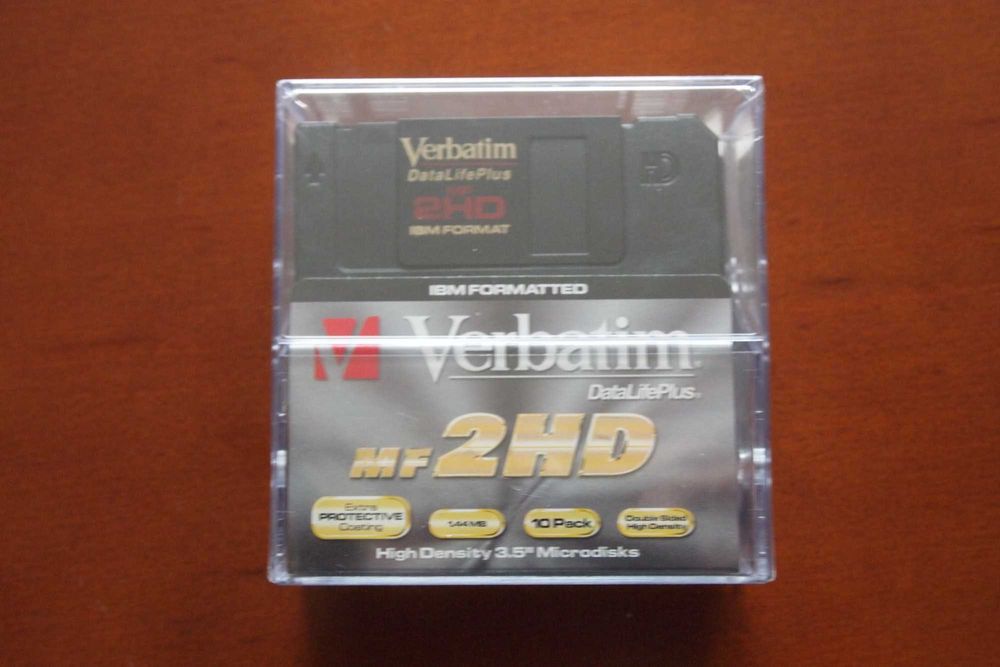 Verbatim
DataLifePlus
MF
2HD
IBM FORMAT
HD
IBM FORMATTED
Verbatim
DataLifePlus
MF 2HD
Extra
PROTECTIVE
Coating
1.44 MB
10 Pack
Double Sided
High Density
High Density 3.5" Microdisks